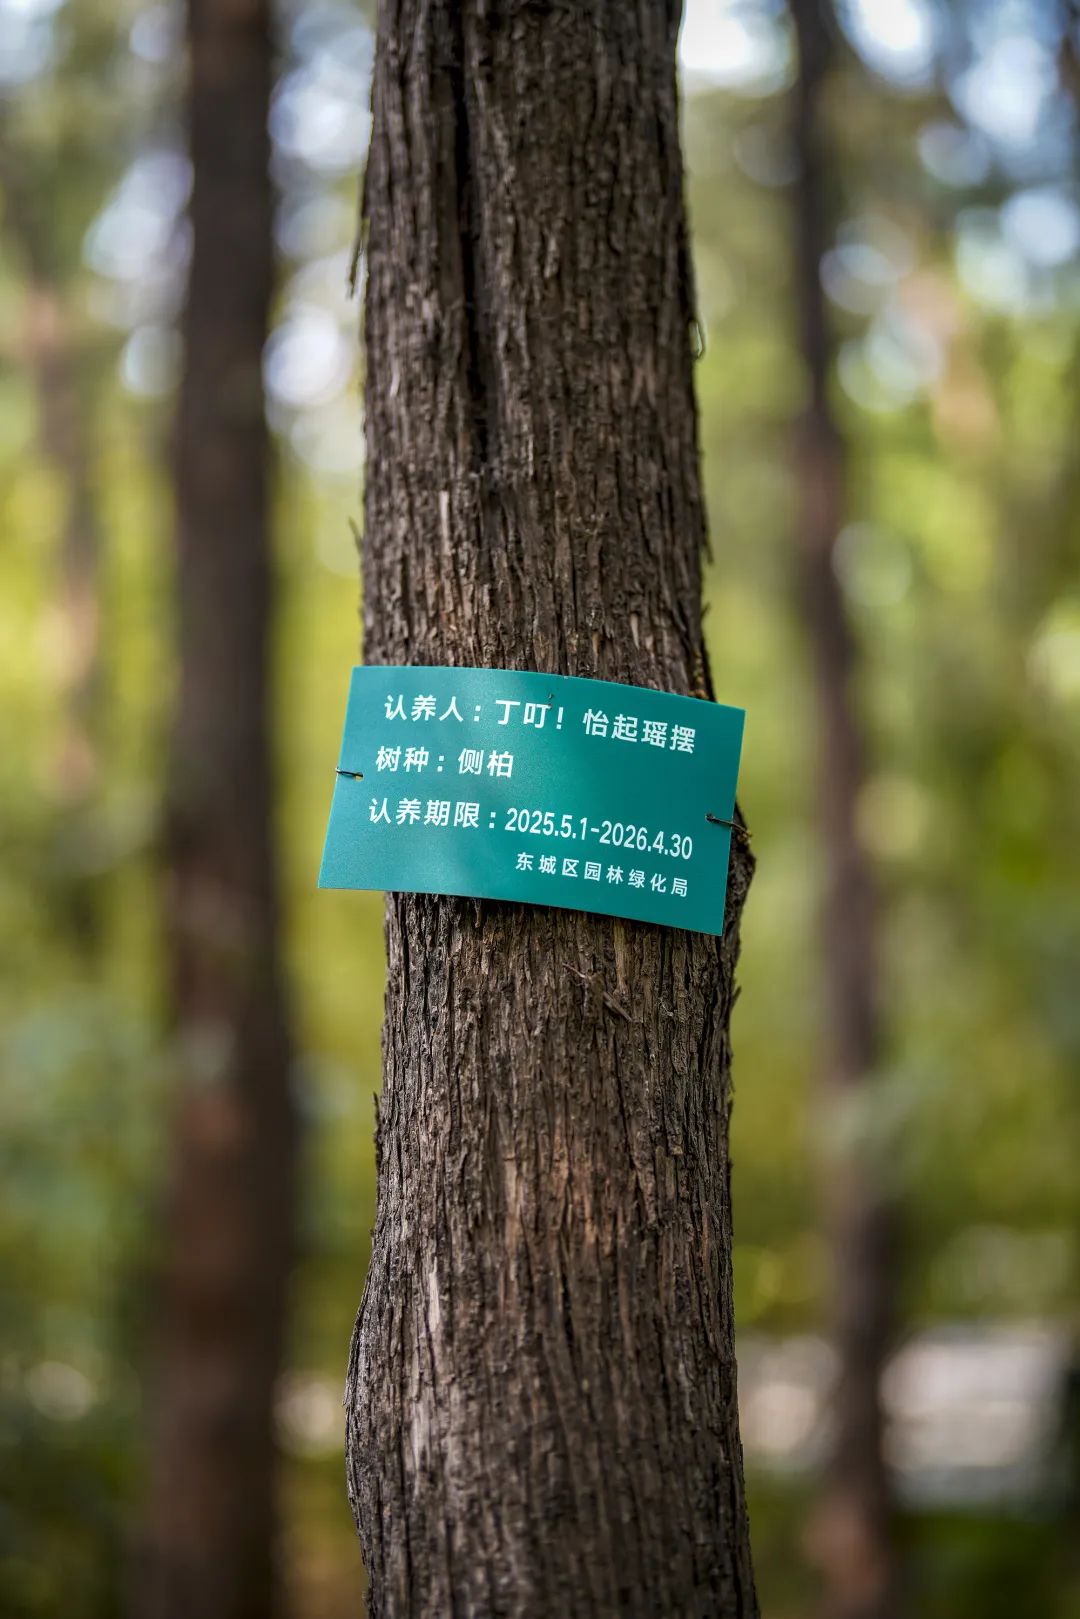 认养人：丁叮！怡起瑶摆
树种：侧柏
认养期限：2025.5.1-2026.4.30
东城区园林绿化局